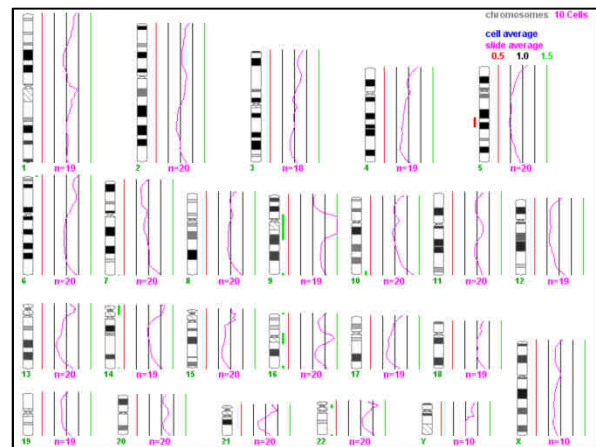 chromosomes 10 Cells
cell average
slide average
0.5 1.0 1.5
1 n=19 2 n=20 3 n=18 4 n=19 5 n=20
6 n=20 7 n=20 8 n=20 9 n=19 10 n=20 11 n=20 12 n=19
13 n=20 14 n=19 15 n=20 16 n=20 17 n=19 18 n=19
19 n=19 20 n=20 21 n=20 22 n=20 Y n=10 X n=10